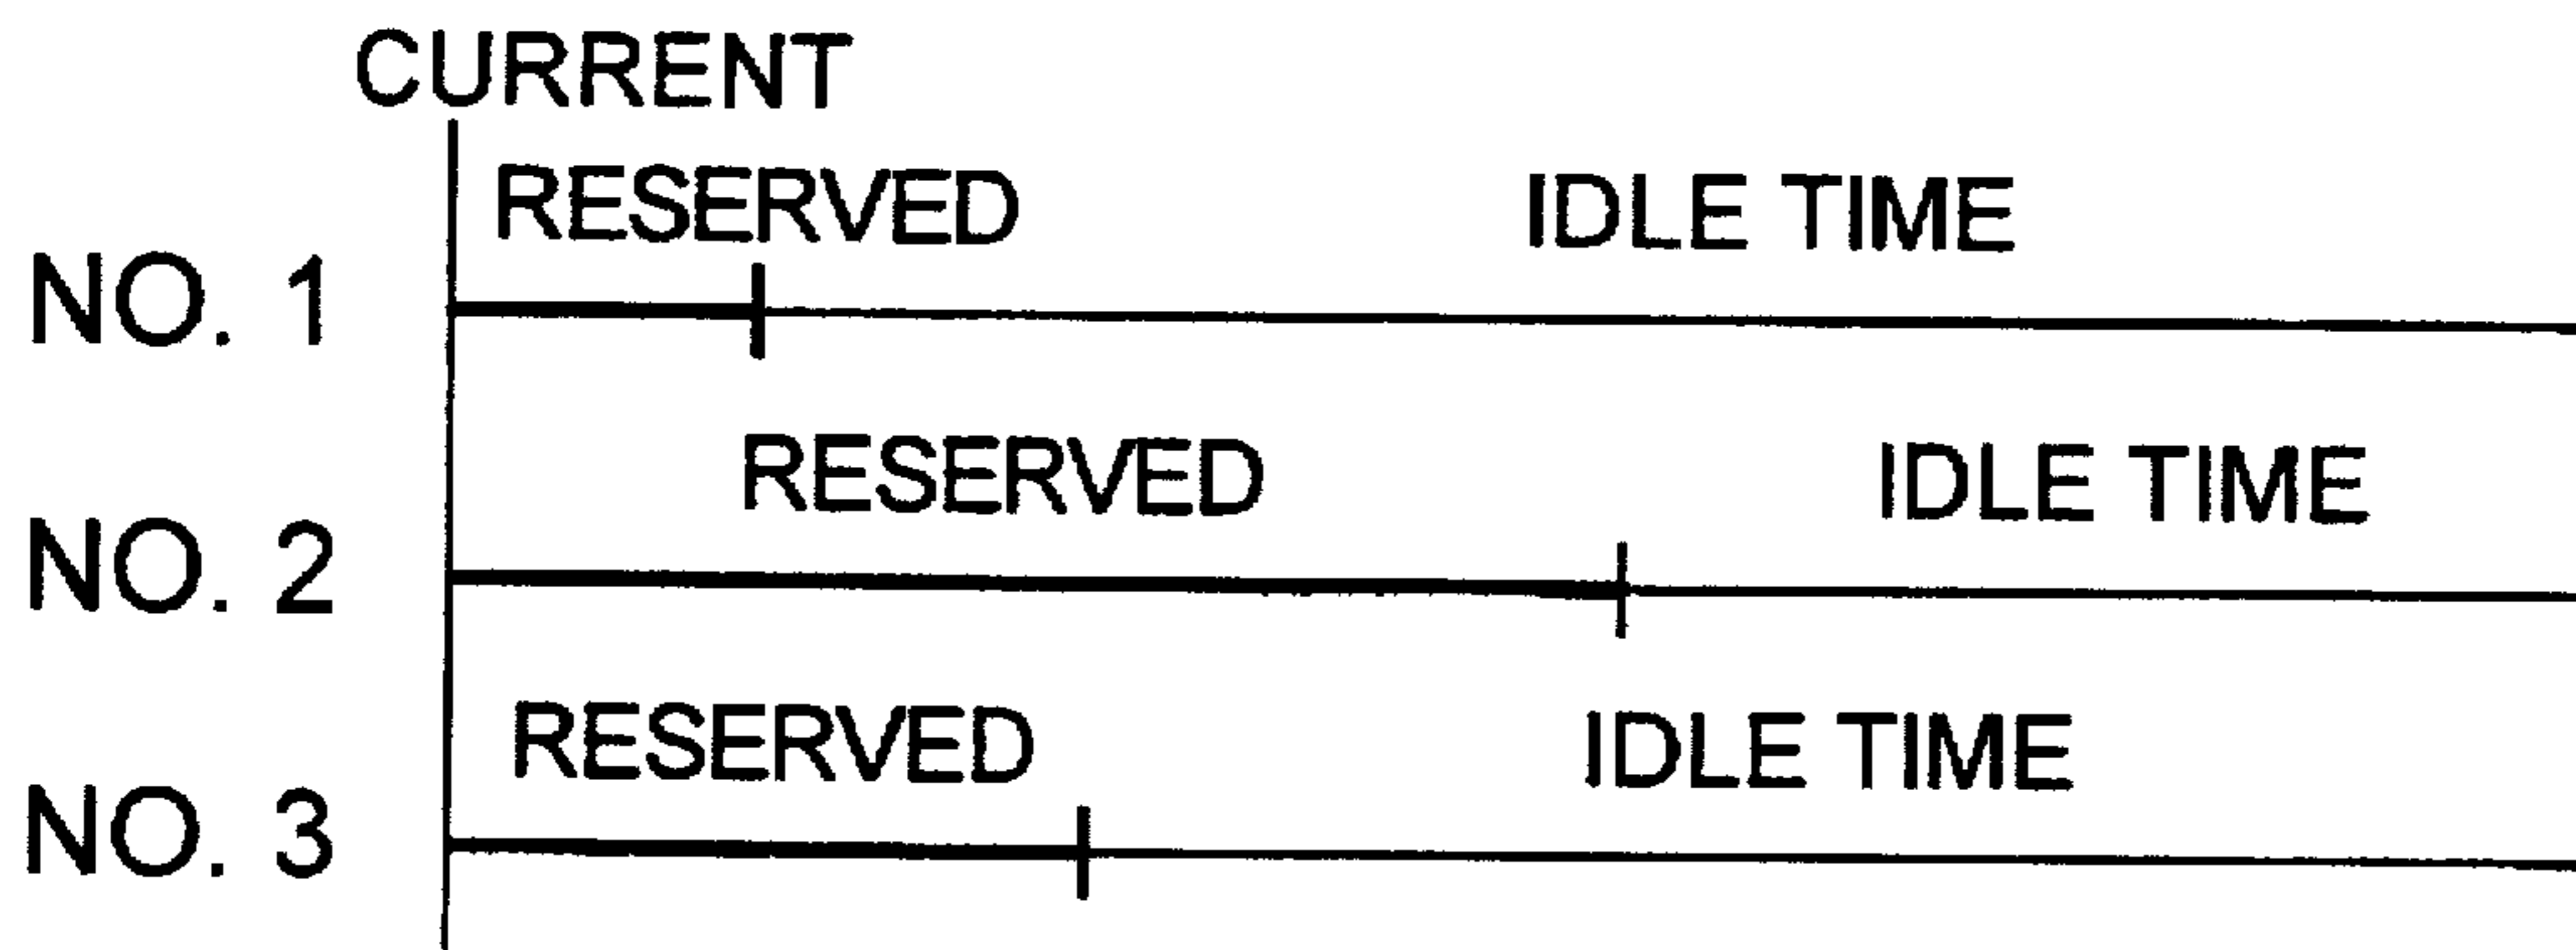 CURRENT
RESERVED IDLE TIME
NO. 1
RESERVED IDLE TIME
NO. 2
RESERVED IDLE TIME
NO. 3